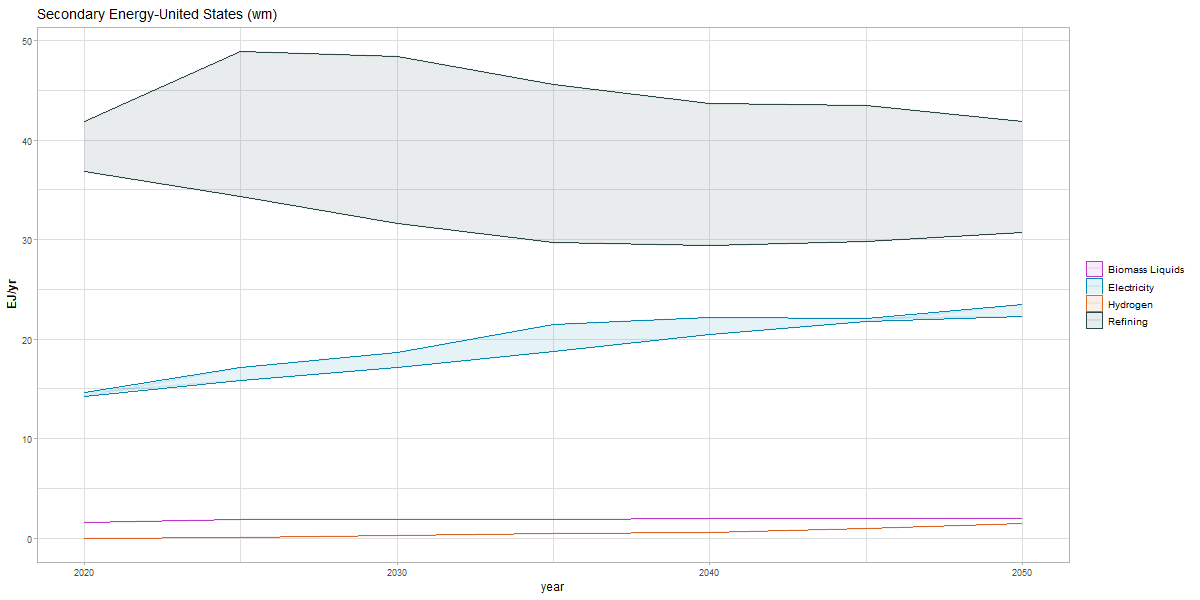 Secondary Energy-United States (wm)
50
40
30
20
10
0
EJ/yr
2020
2030
2040
2050
year
Biomass Liquids
Electricity
Hydrogen
Refining